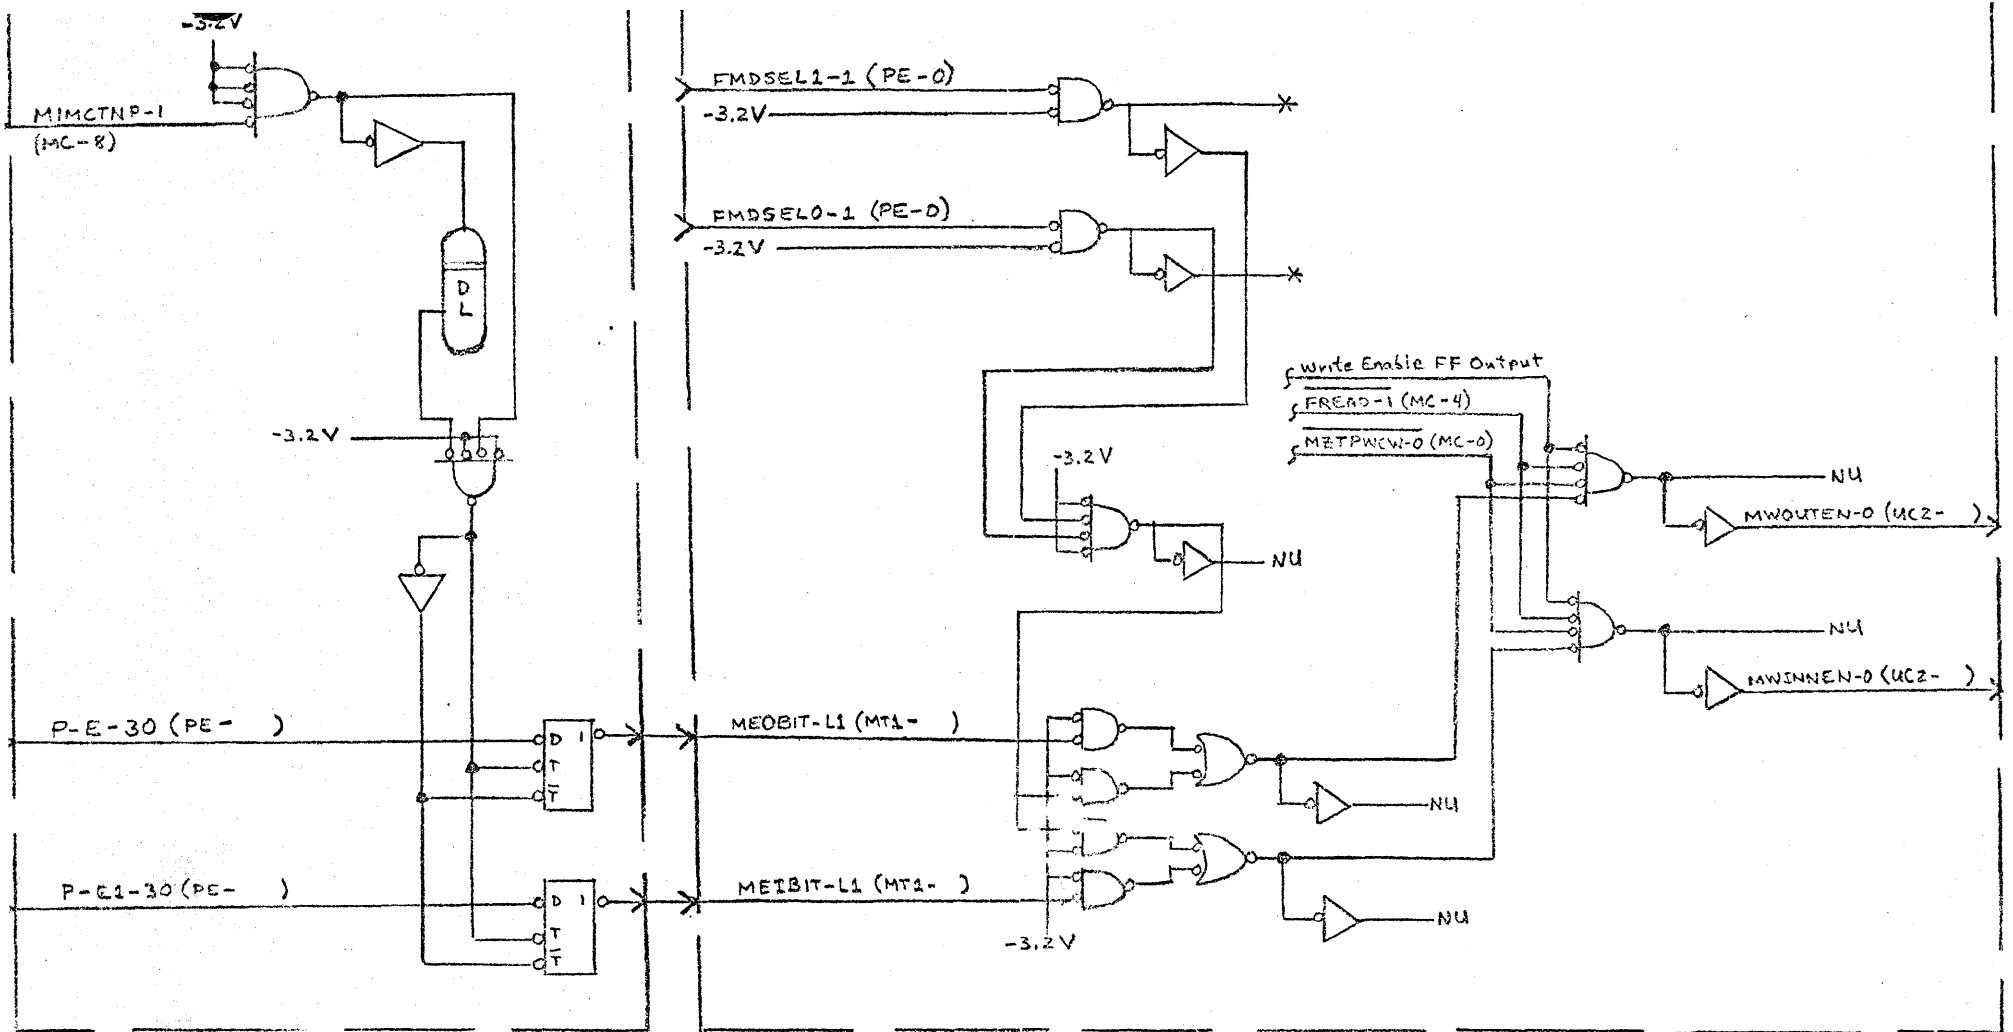 -3.2V
MIMCTNP-1
(MC-8)
D
L
-3.2V
P-E-30 (PE- )
D 1
T
T̅
P-E1-30 (PE- )
D 1
T
T̅
FMDSEL1-1 (PE-0)
-3.2V
FMDSEL0-1 (PE-0)
-3.2V
Write Enable FF Output
FREAD-1 (MC-4)
MZTPWCW-0 (MC-0)
-3.2V
NU
NU
MWOUTEN-0 (UC2- )
NU
MWINNEN-0 (UC2- )
MEOBIT-L1 (MT1- )
NU
MEIBIT-L1 (MT1- )
NU
-3.2V